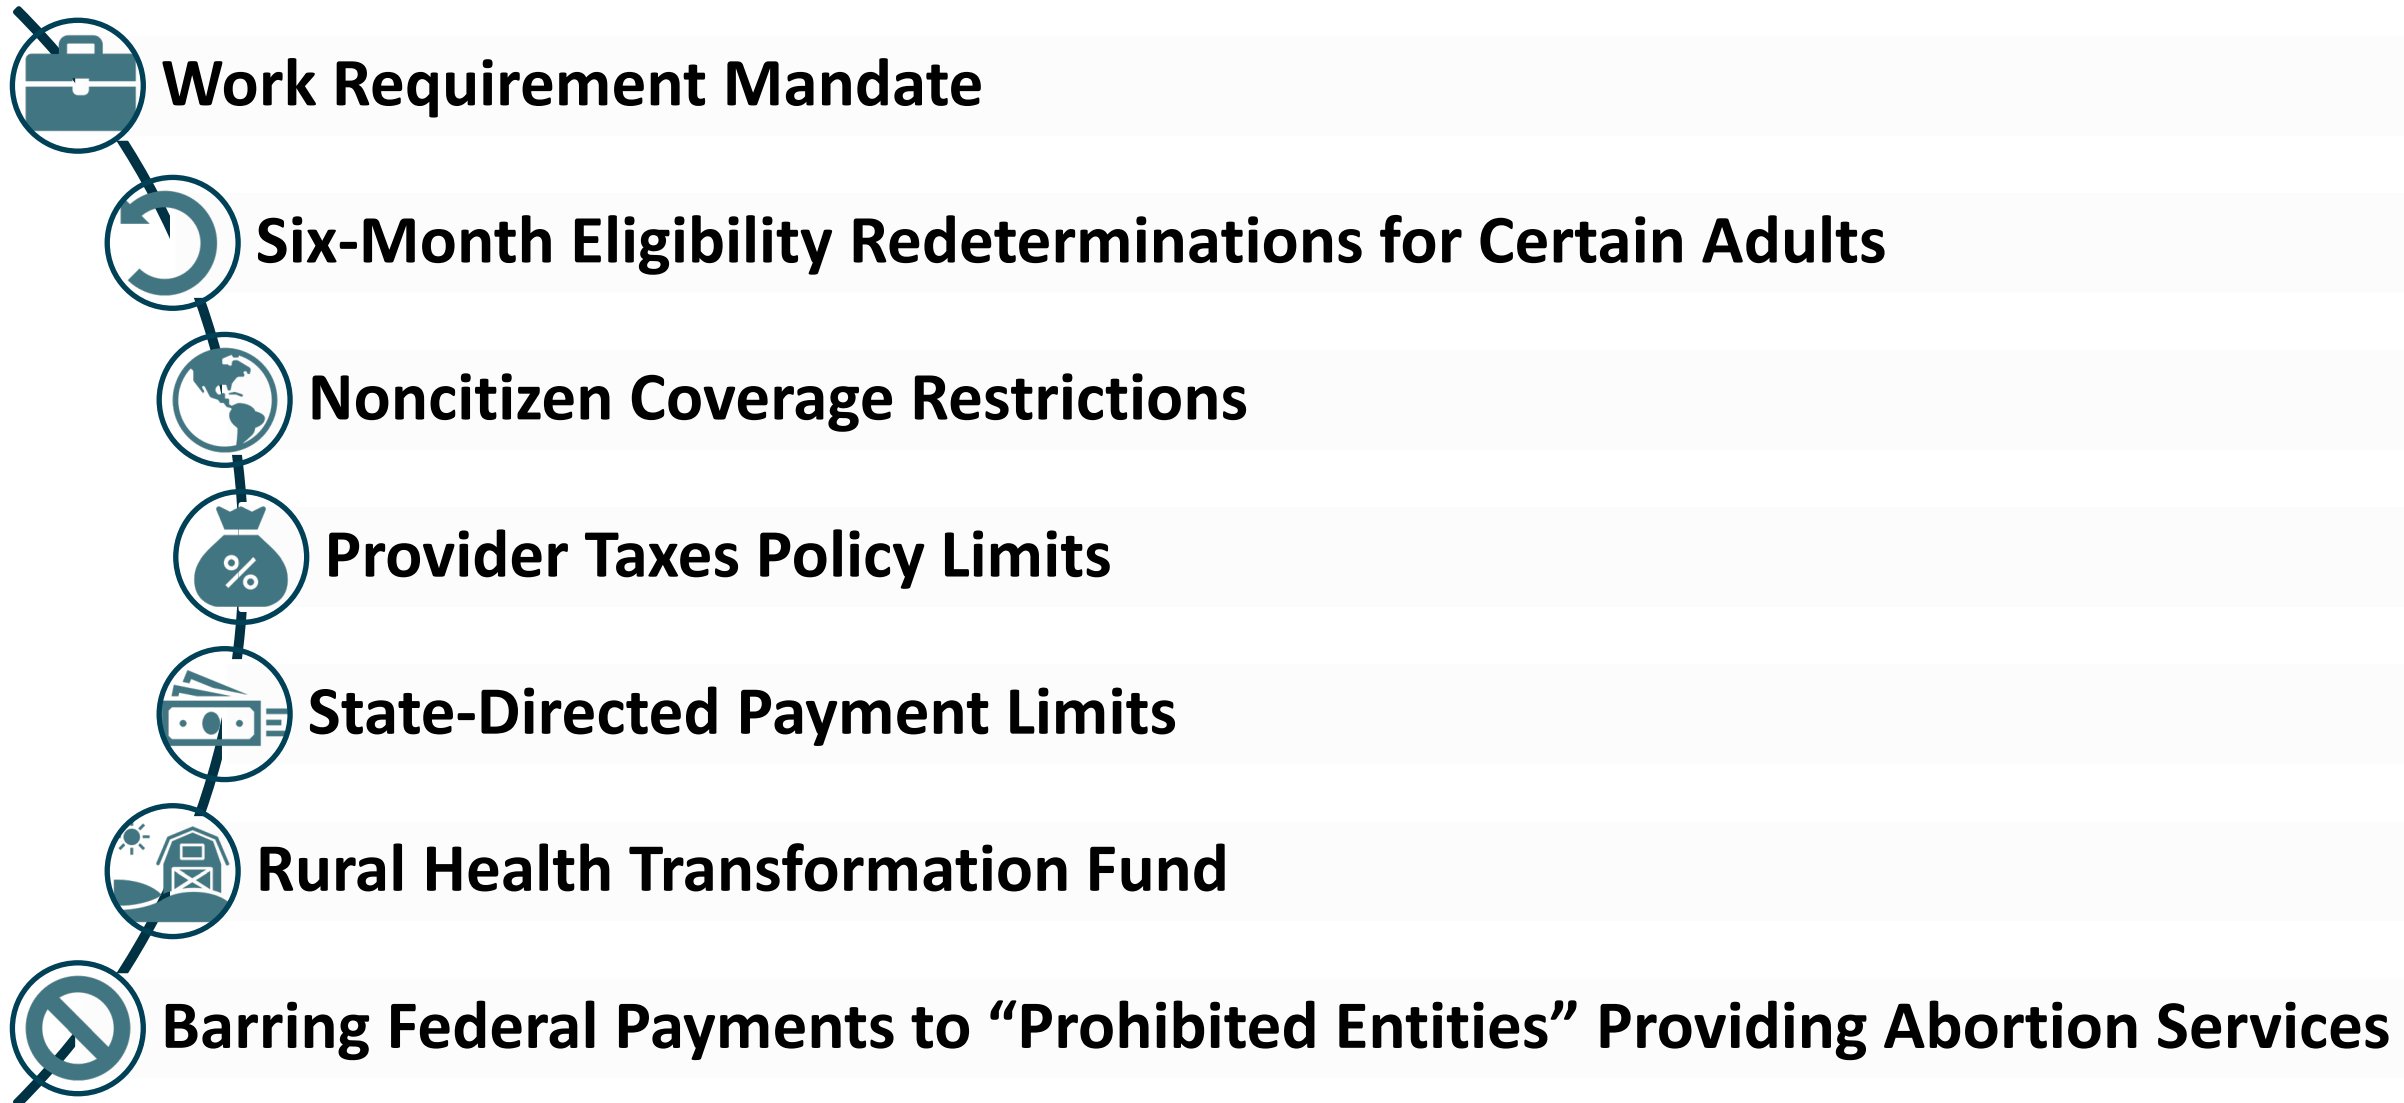 Work Requirement Mandate
Six-Month Eligibility Redeterminations for Certain Adults
Noncitizen Coverage Restrictions
Provider Taxes Policy Limits
State-Directed Payment Limits
Rural Health Transformation Fund
Barring Federal Payments to “Prohibited Entities” Providing Abortion Services